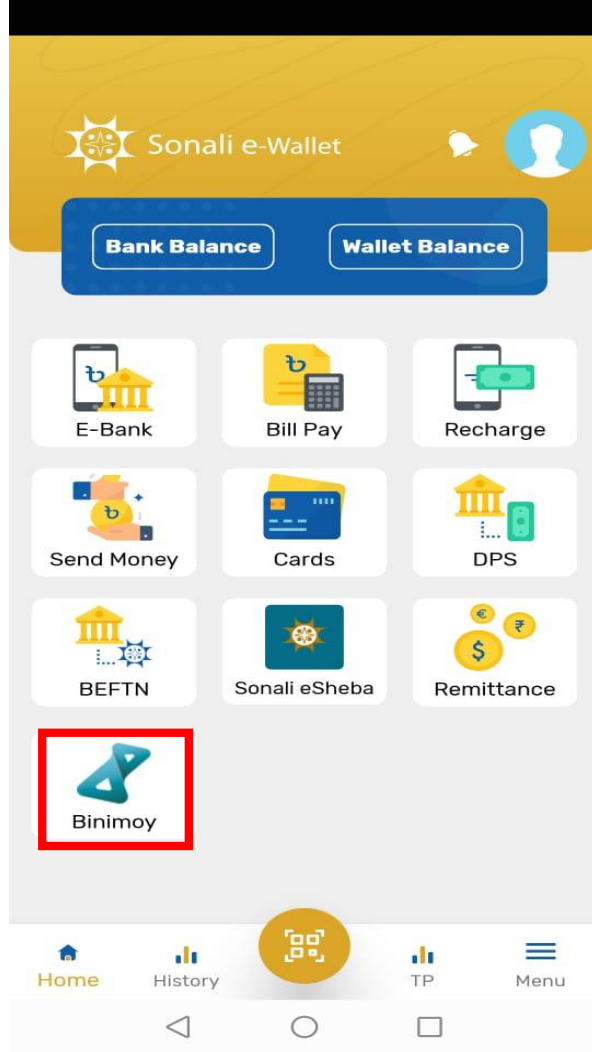 Sonali e-Wallet
Bank Balance Wallet Balance
E-Bank Bill Pay Recharge
Send Money Cards DPS
BEFTN Sonali eSheba Remittance
Binimoy
Home History TP Menu